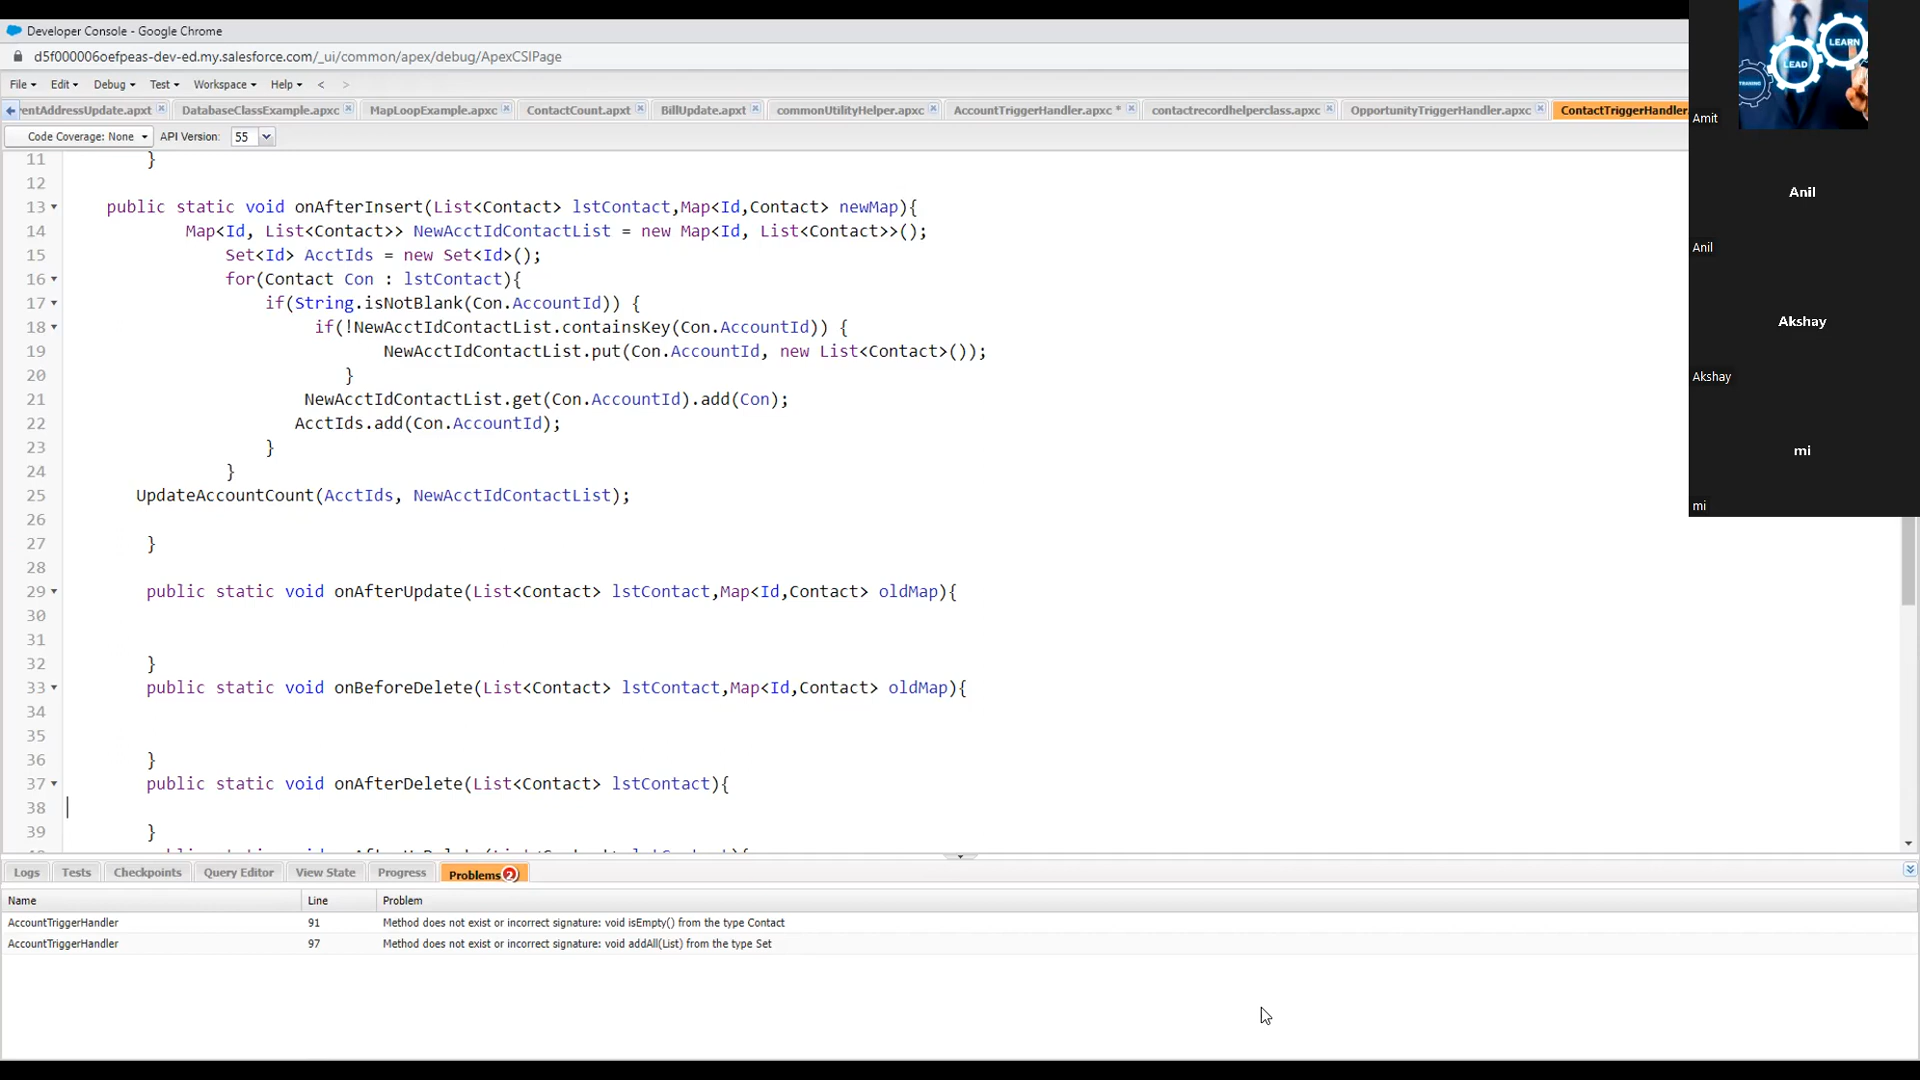 Developer Console - Google Chrome
d5f000006oefpeas-dev-ed.my.salesforce.com/_ui/common/apex/debug/ApexCSIPage
File Edit Debug Test Workspace Help < >
entAddressUpdate.apxt DatabaseClassExample.apxc MapLoopExample.apxc ContactCount.apxt BillUpdate.apxt commonUtilityHelper.apxc AccountTriggerHandler.apxc * contactrecordhelperclass.apxc OpportunityTriggerHandler.apxc ContactTriggerHandler.
Code Coverage: None API Version: 55
11 }
12
13 public static void onAfterInsert(List<Contact> lstContact,Map<Id,Contact> newMap){
14 Map<Id, List<Contact>> NewAcctIdContactList = new Map<Id, List<Contact>>();
15 Set<Id> AcctIds = new Set<Id>();
16 for(Contact Con : lstContact){
17 if(String.isNotBlank(Con.AccountId)) {
18 if(!NewAcctIdContactList.containsKey(Con.AccountId)) {
19 NewAcctIdContactList.put(Con.AccountId, new List<Contact>());
20 }
21 NewAcctIdContactList.get(Con.AccountId).add(Con);
22 AcctIds.add(Con.AccountId);
23 }
24 }
25 UpdateAccountCount(AcctIds, NewAcctIdContactList);
26
27 }
28
29 public static void onAfterUpdate(List<Contact> lstContact,Map<Id,Contact> oldMap){
30
31
32 }
33 public static void onBeforeDelete(List<Contact> lstContact,Map<Id,Contact> oldMap){
34
35
36 }
37 public static void onAfterDelete(List<Contact> lstContact){
38
39 }
Logs Tests Checkpoints Query Editor View State Progress Problems 2
Name Line Problem
AccountTriggerHandler 91 Method does not exist or incorrect signature: void isEmpty() from the type Contact
AccountTriggerHandler 97 Method does not exist or incorrect signature: void addAll(List) from the type Set
LEARN
LEAD
TRAINING
Amit
Anil
Anil
Akshay
Akshay
mi
mi